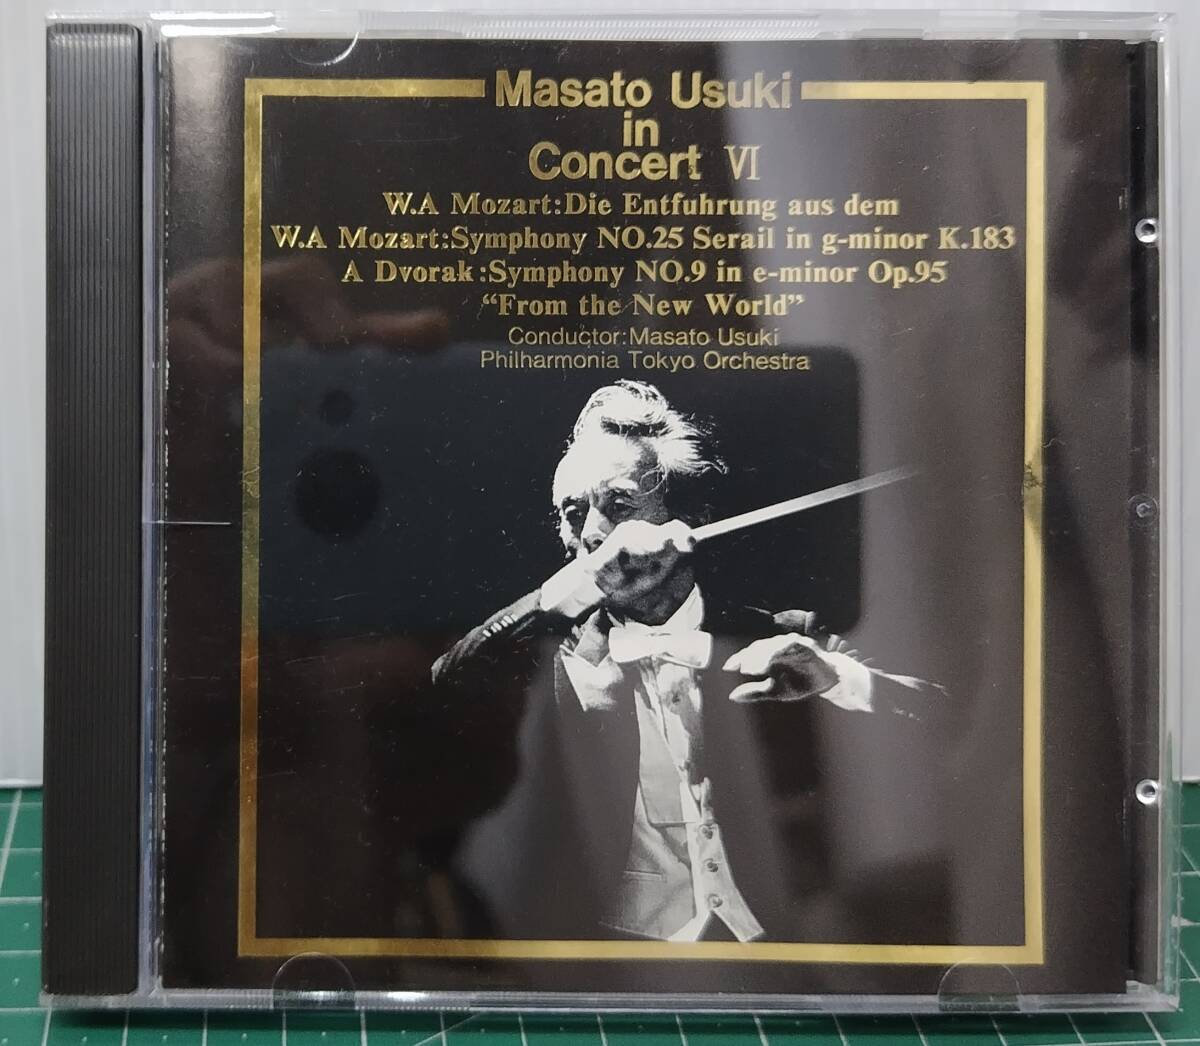 Masato Usuki
in
Concert VI
W.A Mozart:Die Entfuhrung aus dem
W.A Mozart:Symphony NO.25 Serail in g-minor K.183
A Dvorak:Symphony NO.9 in e-minor Op.95
“From the New World”
Conductor:Masato Usuki
Philharmonia Tokyo Orchestra